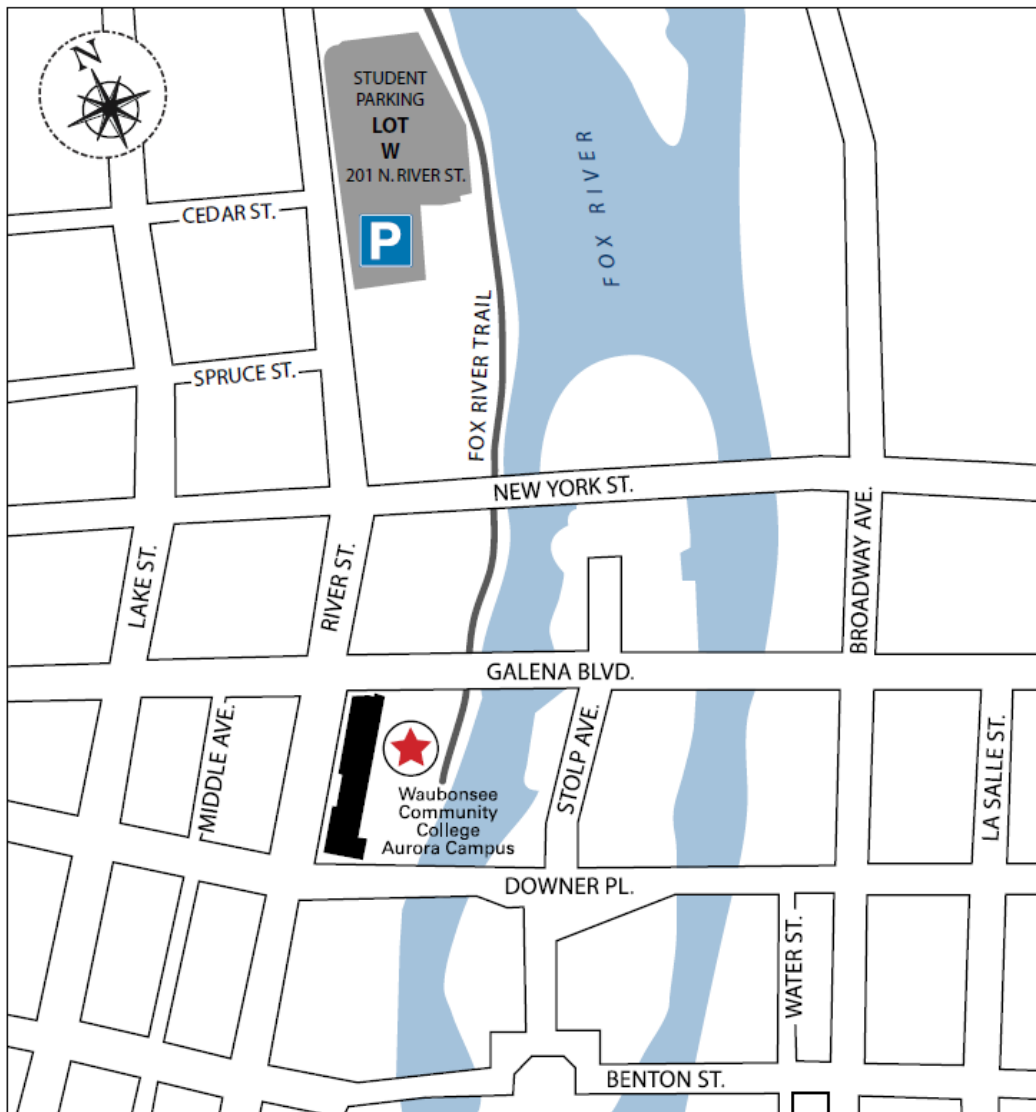 N
STUDENT
PARKING
LOT
W
201 N. RIVER ST.
P
FOX RIVER
CEDAR ST.
FOX RIVER TRAIL
SPRUCE ST.
NEW YORK ST.
LAKE ST.
RIVER ST.
BROADWAY AVE.
GALENA BLVD.
MIDDLE AVE.
STOLP AVE.
LA SALLE ST.
Waubonsee
Community
College
Aurora Campus
DOWNER PL.
WATER ST.
BENTON ST.